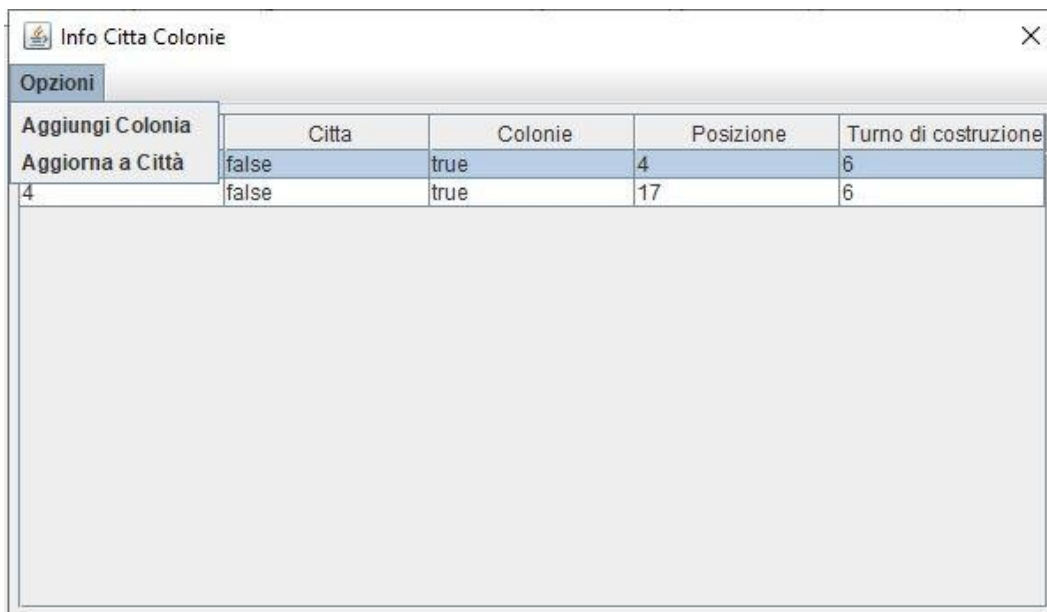 Info Citta Colonie
Opzioni
Aggiungi Colonia
Aggiorna a Città
Citta Colonie Posizione Turno di costruzione
false true 4 6
4 false true 17 6